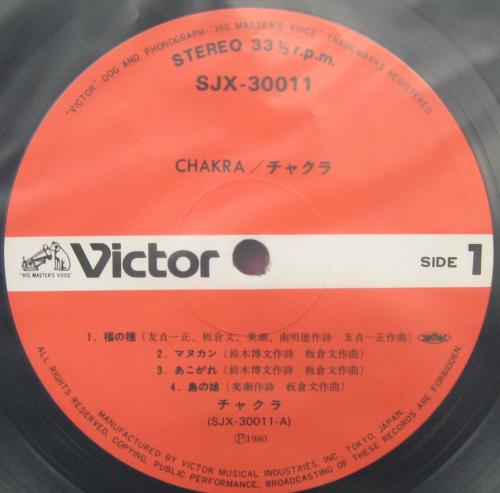 "VICTOR"-DOG AND PHONOGRAPH-"HIS MASTER'S VOICE" TRADEMARKS REGISTERED.
STEREO 33 ⅓ r.p.m.
SJX-30011
CHAKRA／チャクラ
"HIS MASTER'S VOICE"
Victor
SIDE 1
1. 福の種（友貞一正、板倉文、美潮、南明徳作詩 友貞一正作曲）
2. マヌカン（鈴木博文作詩 板倉文作曲）
3. あこがれ（鈴木博文作詩 板倉文作曲）
4. 島の娘（美潮作詩 板倉文作曲）
チャクラ
(SJX-30011-A)
Ⓟ1980
ALL RIGHTS RESERVED, COPYING, PUBLIC PERFORMANCE, BROADCASTING OF THESE RECORDS ARE FORBIDDEN.
MANUFACTURED BY VICTOR MUSICAL INDUSTRIES, INC., TOKYO, JAPAN.